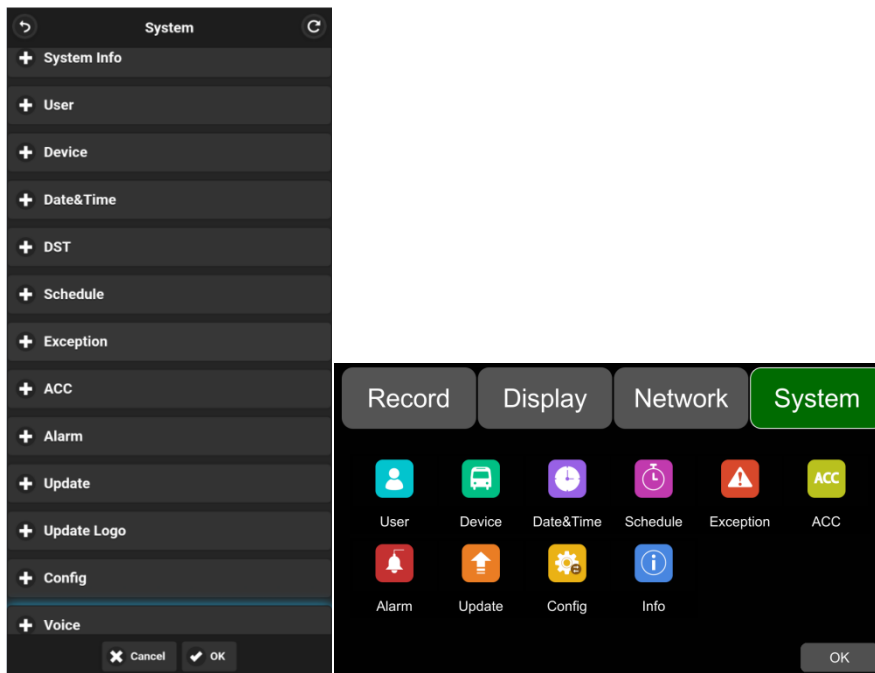 System
System Info
User
Device
Date&Time
DST
Schedule
Exception
ACC
Alarm
Update
Update Logo
Config
Voice
Cancel OK
Record Display Network System
ACC
User Device Date&Time Schedule Exception ACC
Alarm Update Config Info
OK